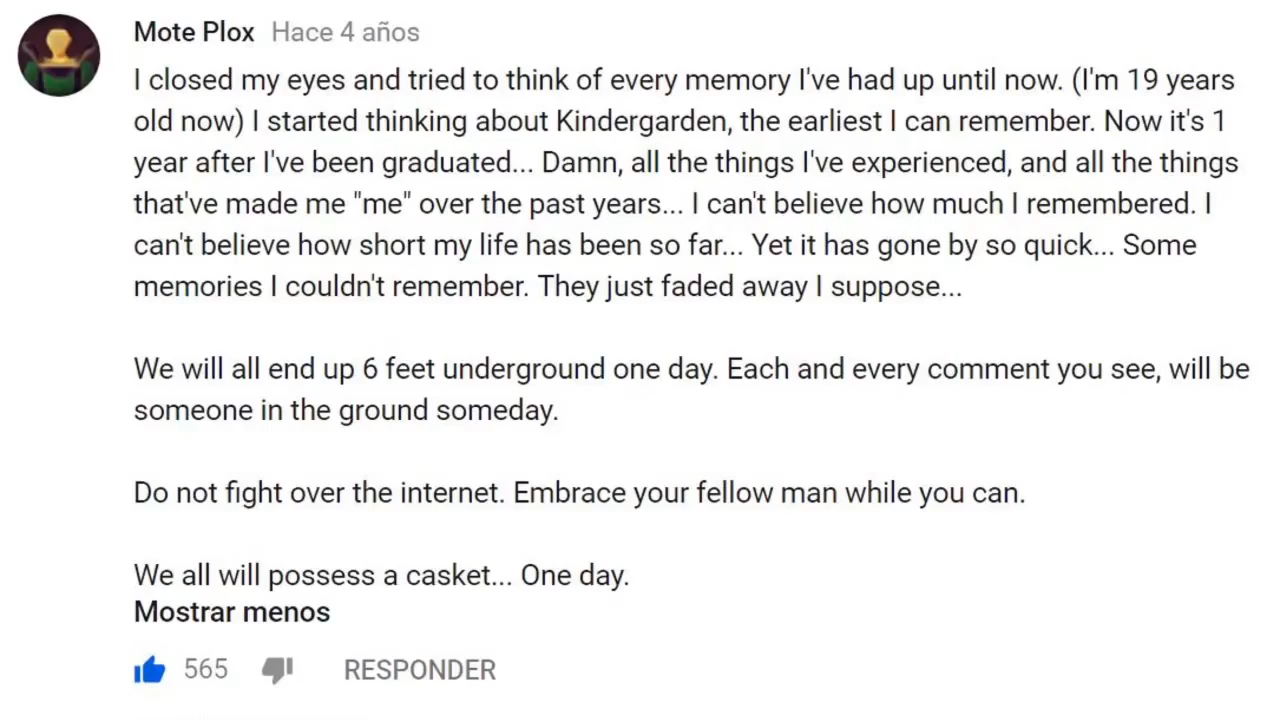 Mote Plox Hace 4 años
I closed my eyes and tried to think of every memory I've had up until now. (I'm 19 years
old now) I started thinking about Kindergarden, the earliest I can remember. Now it's 1
year after I've been graduated... Damn, all the things I've experienced, and all the things
that've made me "me" over the past years... I can't believe how much I remembered. I
can't believe how short my life has been so far... Yet it has gone by so quick... Some
memories I couldn't remember. They just faded away I suppose...
We will all end up 6 feet underground one day. Each and every comment you see, will be
someone in the ground someday.
Do not fight over the internet. Embrace your fellow man while you can.
We all will possess a casket... One day.
Mostrar menos
565 RESPONDER